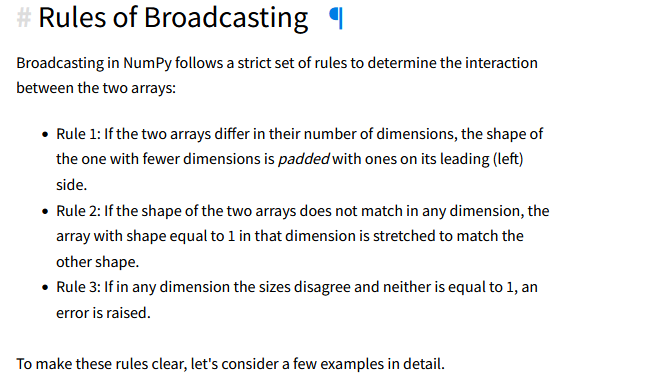 # Rules of Broadcasting ¶
Broadcasting in NumPy follows a strict set of rules to determine the interaction
between the two arrays:
• Rule 1: If the two arrays differ in their number of dimensions, the shape of
the one with fewer dimensions is padded with ones on its leading (left)
side.
• Rule 2: If the shape of the two arrays does not match in any dimension, the
array with shape equal to 1 in that dimension is stretched to match the
other shape.
• Rule 3: If in any dimension the sizes disagree and neither is equal to 1, an
error is raised.
To make these rules clear, let's consider a few examples in detail.